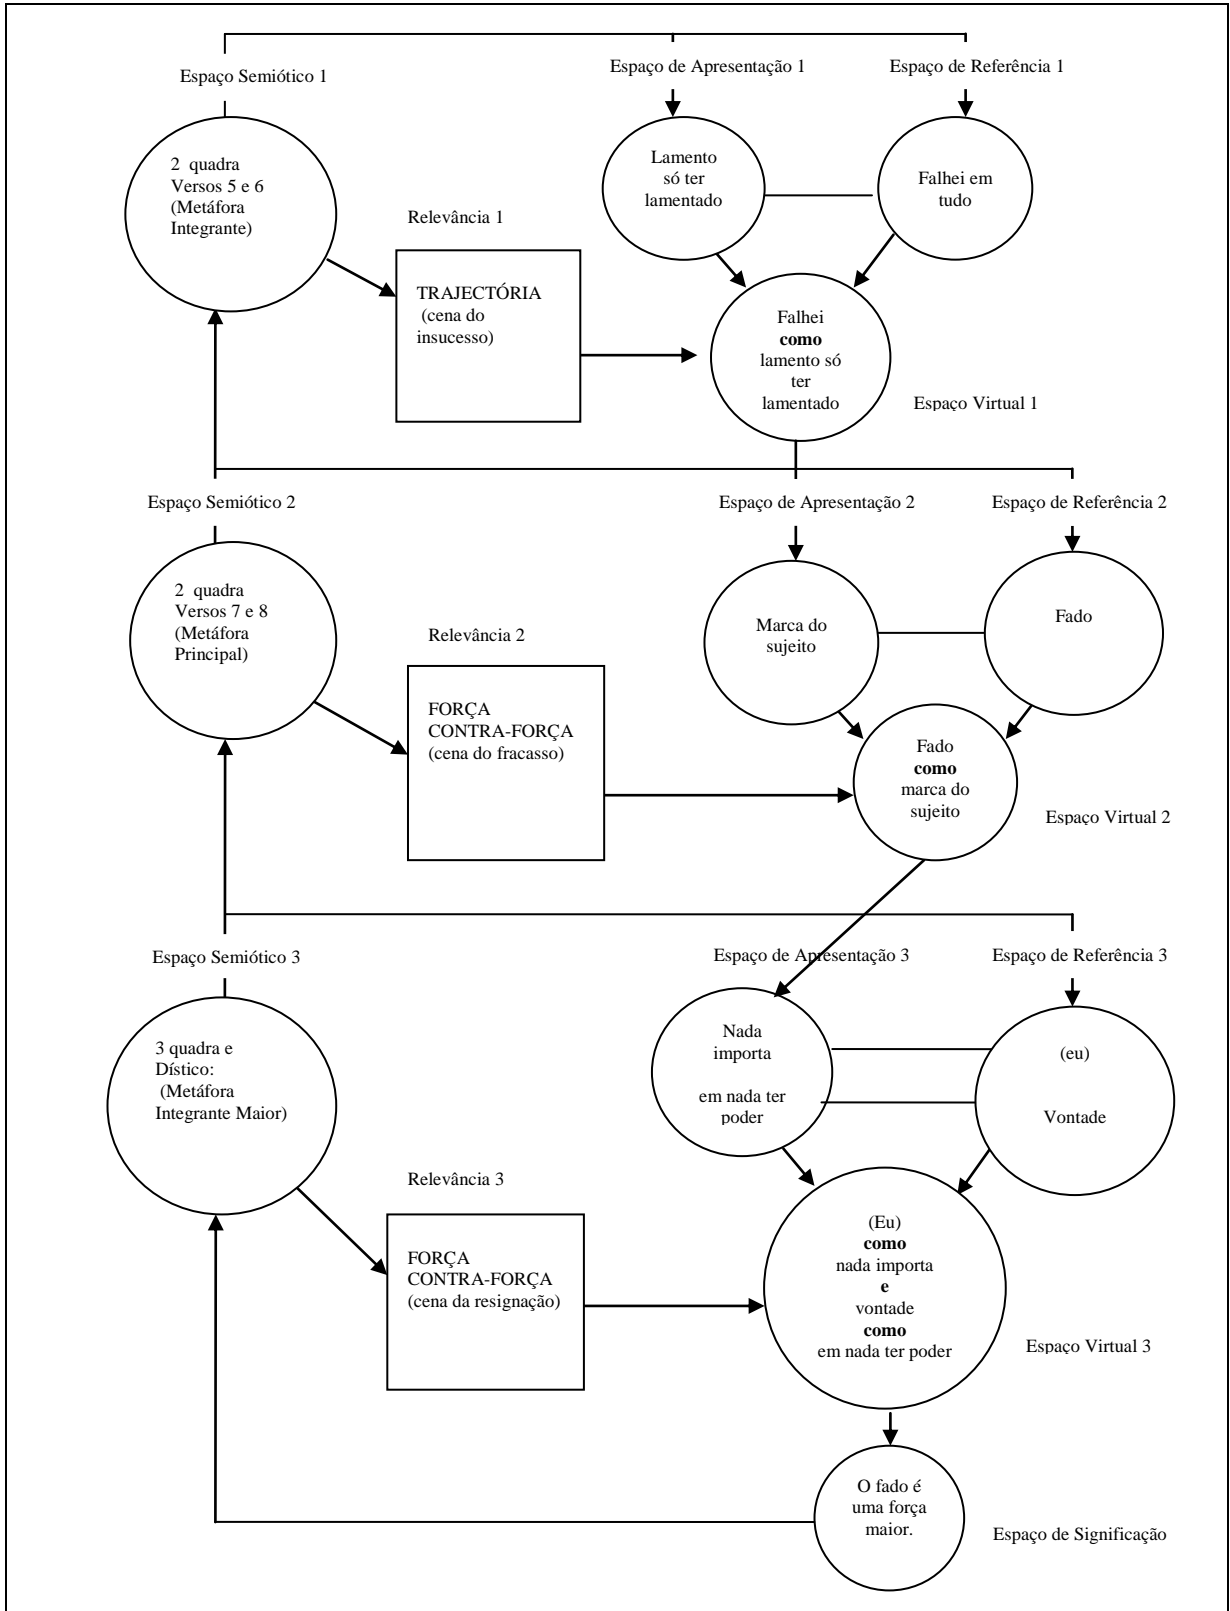 Espaço Semiótico 1
Espaço de Apresentação 1
Espaço de Referência 1
2 quadra
Versos 5 e 6
(Metáfora
Integrante)
Lamento
só ter
lamentado
Falhei em
tudo
Relevância 1
TRAJECTÓRIA
(cena do
insucesso)
Falhei
como
lamento só
ter
lamentado
Espaço Virtual 1
Espaço Semiótico 2
Espaço de Apresentação 2
Espaço de Referência 2
2 quadra
Versos 7 e 8
(Metáfora
Principal)
Marca do
sujeito
Fado
Relevância 2
FORÇA
CONTRA-FORÇA
(cena do fracasso)
Fado
como
marca do
sujeito
Espaço Virtual 2
Espaço Semiótico 3
Espaço de Apresentação 3
Espaço de Referência 3
3 quadra e
Dístico:
(Metáfora
Integrante Maior)
Nada
importa
em nada ter
poder
(eu)
Vontade
Relevância 3
FORÇA
CONTRA-FORÇA
(cena da resignação)
(Eu)
como
nada importa
e
vontade
como
em nada ter poder
Espaço Virtual 3
O fado é
uma força
maior.
Espaço de Significação